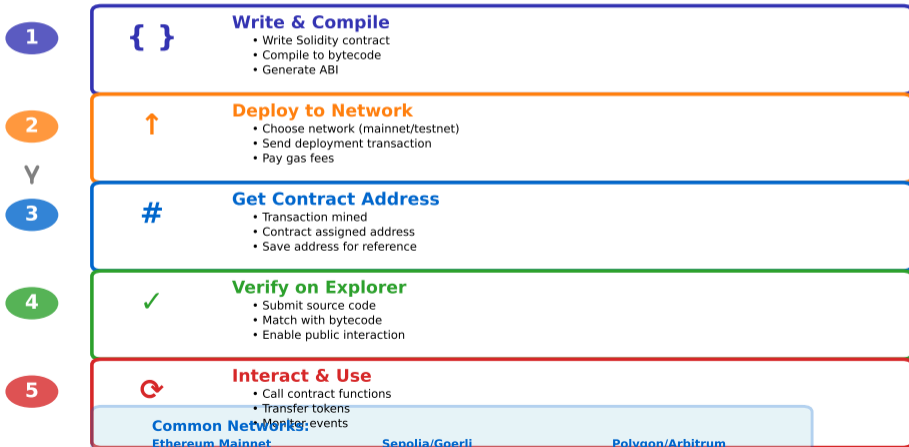 1
{ }
Write & Compile
• Write Solidity contract
• Compile to bytecode
• Generate ABI
2
↑
Deploy to Network
• Choose network (mainnet/testnet)
• Send deployment transaction
• Pay gas fees
3
#
Get Contract Address
• Transaction mined
• Contract assigned address
• Save address for reference
4
✓
Verify on Explorer
• Submit source code
• Match with bytecode
• Enable public interaction
5
⟳
Interact & Use
• Call contract functions
• Transfer tokens
• Monitor events
Common Networks:
Ethereum Mainnet Sepolia/Goerli Polygon/Arbitrum